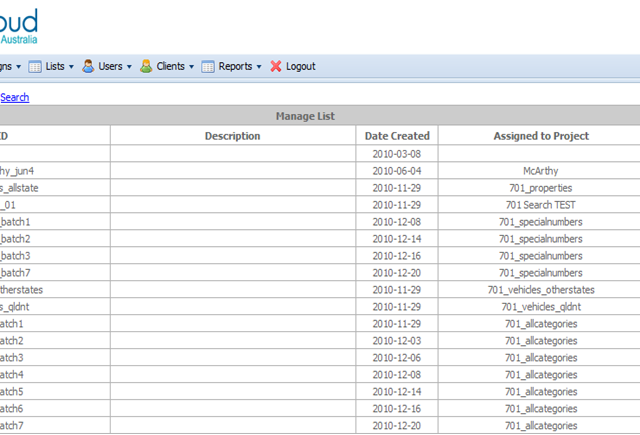 oud
Australia
gns Lists Users Clients Reports Logout
Search
Manage List
ID Description Date Created Assigned to Project
2010-03-08
hy_jun4 2010-06-04 McArthy
s_allstate 2010-11-29 701_properties
_01 2010-11-29 701 Search TEST
_batch1 2010-12-08 701_specialnumbers
_batch2 2010-12-14 701_specialnumbers
_batch3 2010-12-16 701_specialnumbers
_batch7 2010-12-20 701_specialnumbers
otherstates 2010-11-29 701_vehicles_otherstates
s_qldnt 2010-11-29 701_vehicles_qldnt
atch1 2010-11-29 701_allcategories
atch2 2010-12-03 701_allcategories
atch3 2010-12-06 701_allcategories
atch4 2010-12-08 701_allcategories
atch5 2010-12-14 701_allcategories
atch6 2010-12-16 701_allcategories
atch7 2010-12-20 701_allcategories